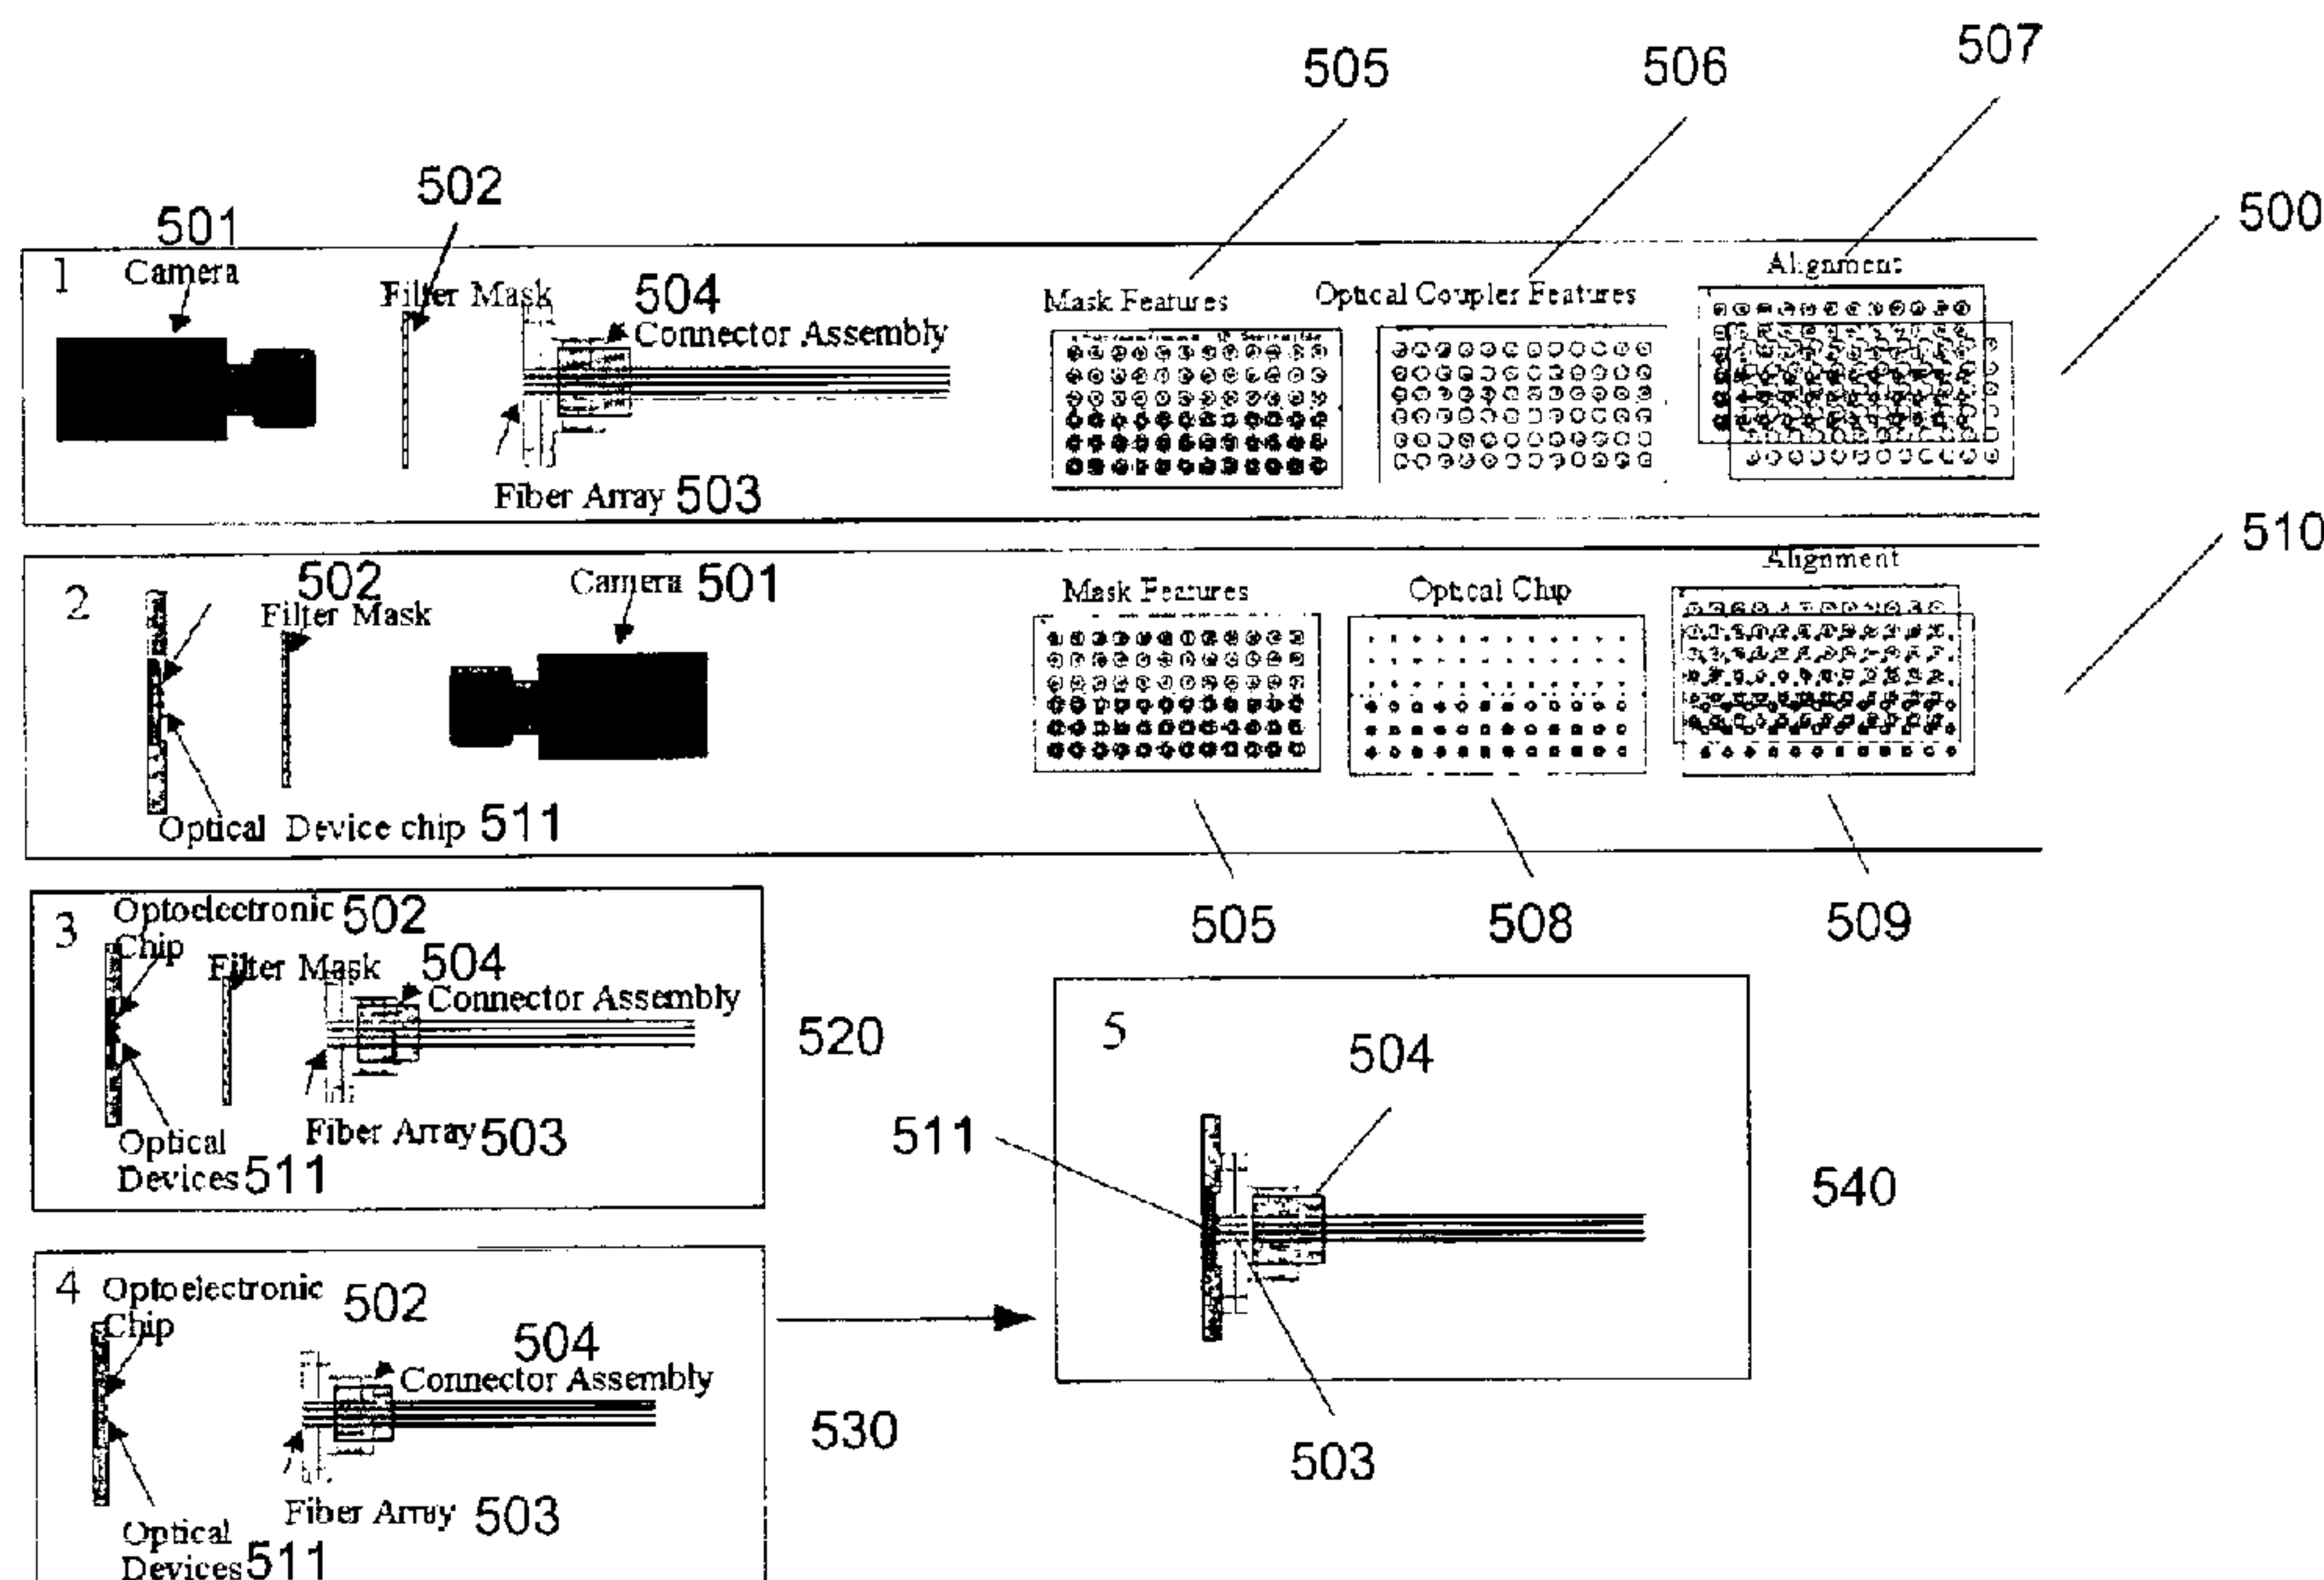 507
505
506
502
500
501
1
Camera
Filter Mask
504
Connector Assembly
Fiber Array 503
Mask Features
Optical Coupler Features
Alignment
510
2
502
Filter Mask
Camera 501
Optical Device chip 511
Mask Features
Optical Chip
Alignment
505
508
509
3
Optoelectronic 502
Chip
Filter Mask
504
Connector Assembly
Fiber Array 503
Optical
Devices 511
520
5
504
511
503
540
4
Optoelectronic
Chip
502
504
Connector Assembly
Fiber Array 503
Optical
Devices 511
530